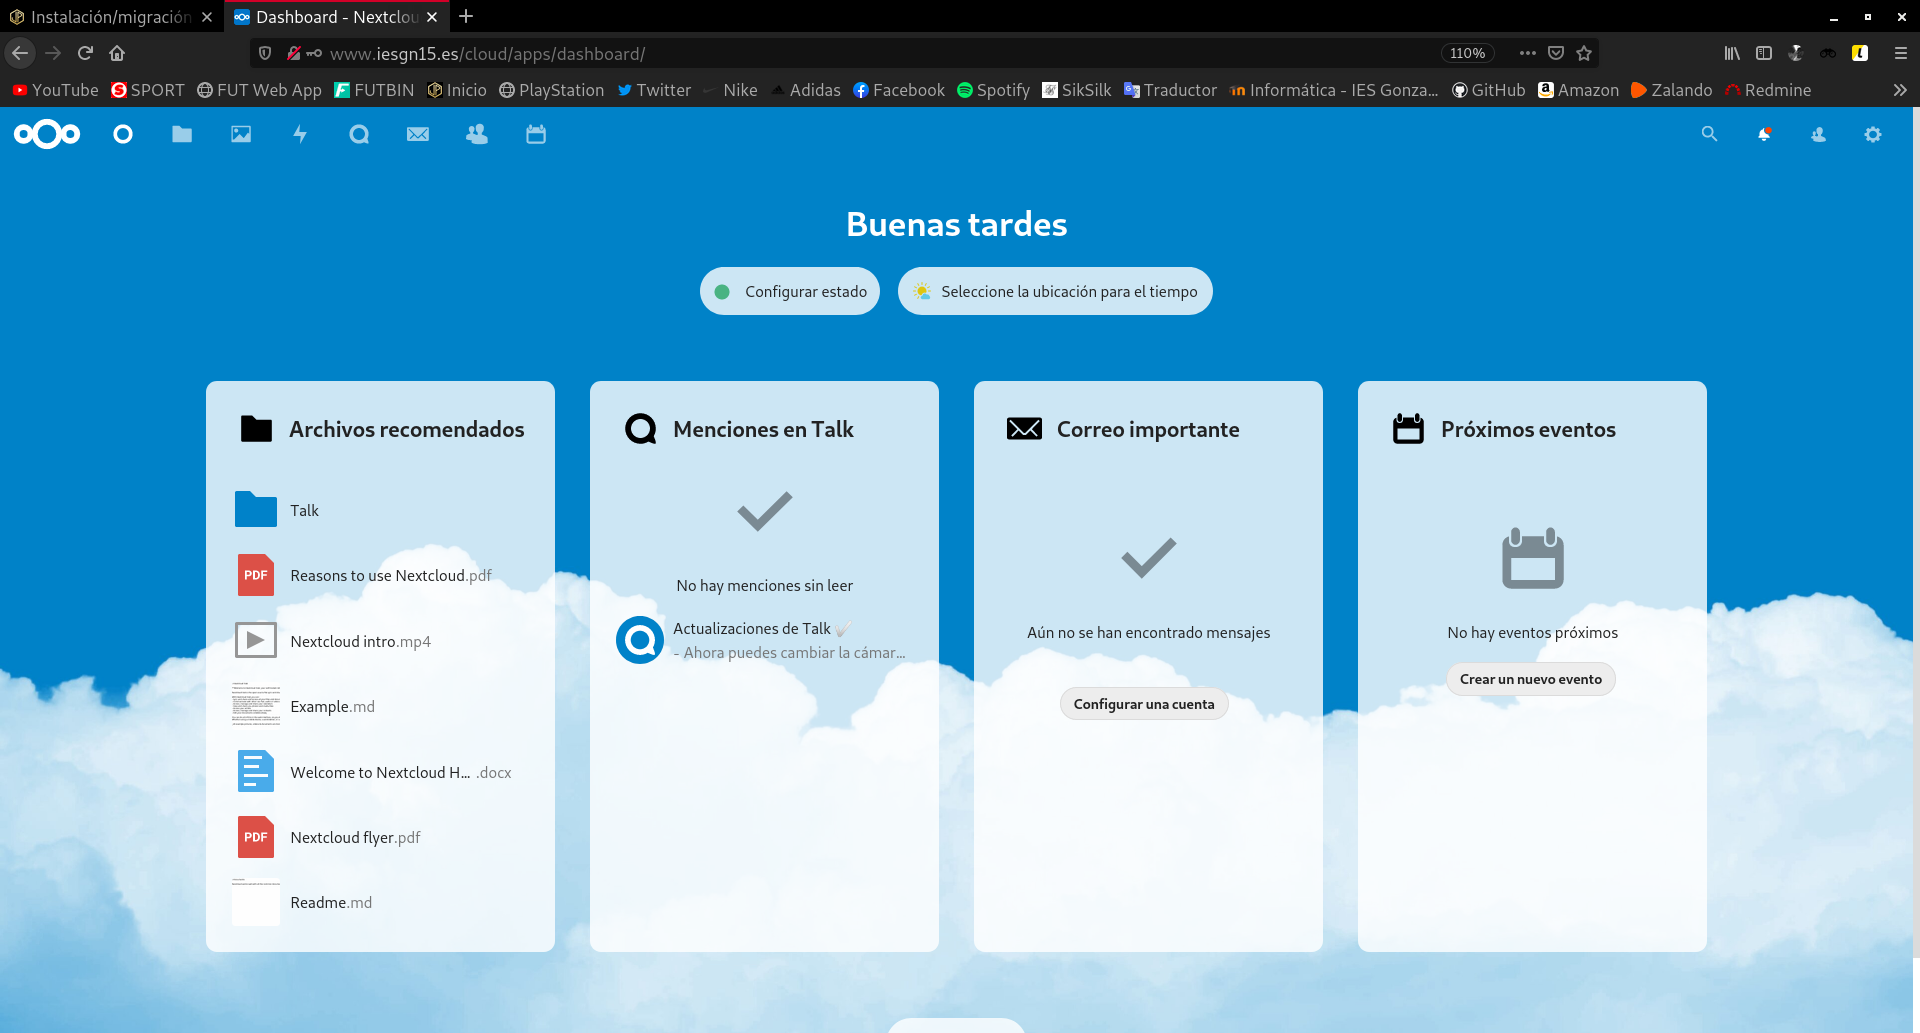 Instalación/migración
Dashboard - Nextclou
www.iesgn15.es/cloud/apps/dashboard/
110%
YouTube
SPORT
FUT Web App
FUTBIN
Inicio
PlayStation
Twitter
Nike
Adidas
Facebook
Spotify
SikSilk
Traductor
Informática - IES Gonza...
GitHub
Amazon
Zalando
Redmine
Buenas tardes
Configurar estado
Seleccione la ubicación para el tiempo
Archivos recomendados
Talk
PDF
Reasons to use Nextcloud.pdf
Nextcloud intro.mp4
Example.md
Welcome to Nextcloud H... .docx
PDF
Nextcloud flyer.pdf
Readme.md
Menciones en Talk
No hay menciones sin leer
Actualizaciones de Talk ✅
- Ahora puedes cambiar la cámar...
Correo importante
Aún no se han encontrado mensajes
Configurar una cuenta
Próximos eventos
No hay eventos próximos
Crear un nuevo evento